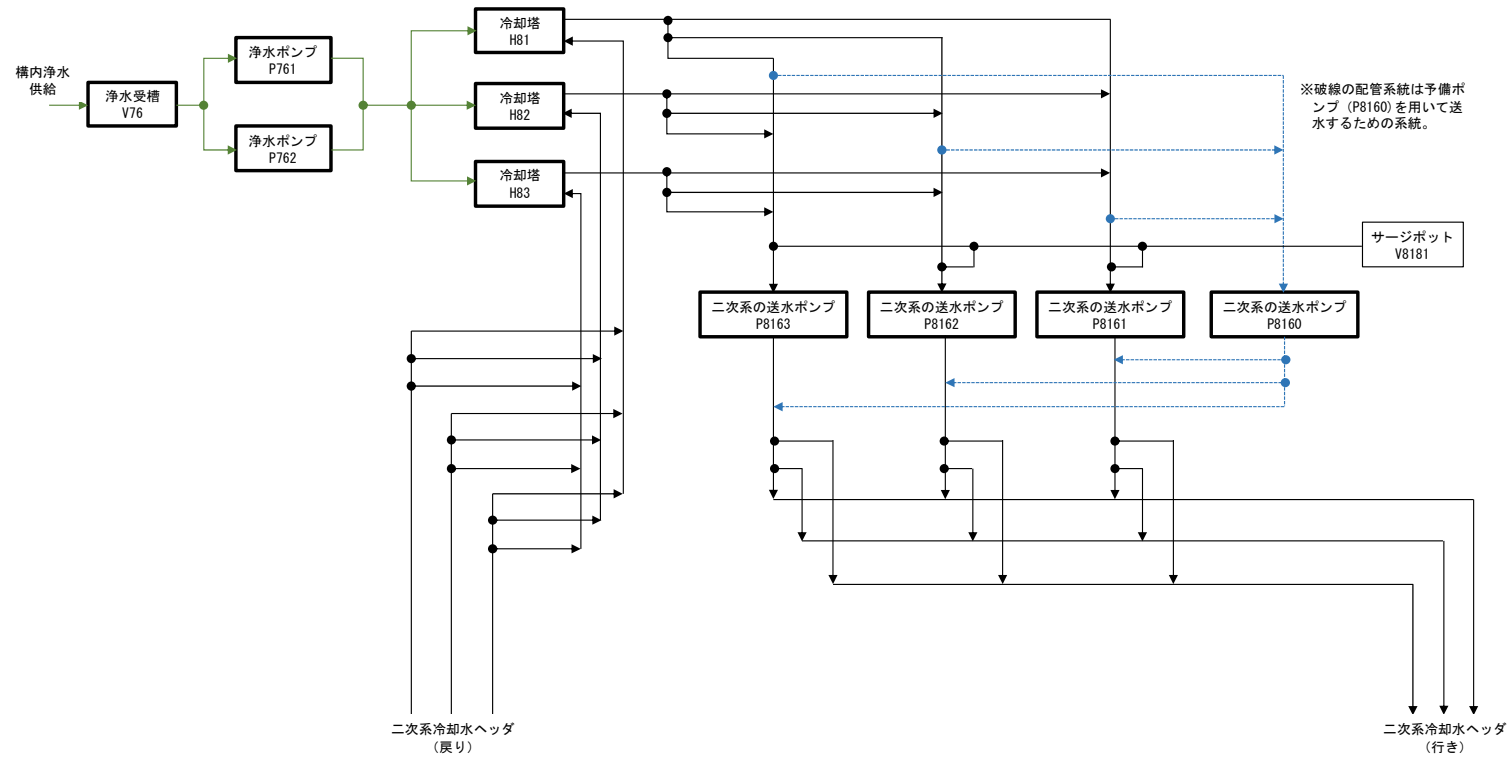 構内浄水
供給
浄水受槽
V76
浄水ポンプ
P761
浄水ポンプ
P762
冷却塔
H81
冷却塔
H82
冷却塔
H83
※破線の配管系統は予備ポ
ンプ (P8160)を用いて送
水するための系統。
サージポット
V8181
二次系の送水ポンプ
P8163
二次系の送水ポンプ
P8162
二次系の送水ポンプ
P8161
二次系の送水ポンプ
P8160
二次系冷却水ヘッダ
(戻り)
二次系冷却水ヘッダ
(行き)